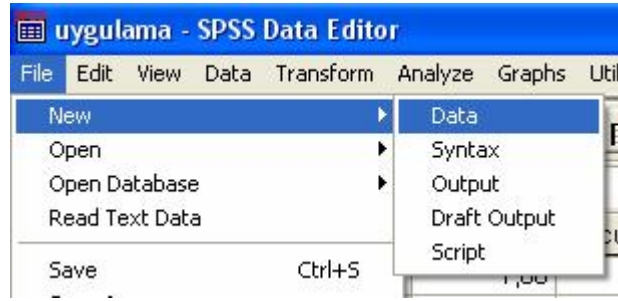 uygulama - SPSS Data Editor
File Edit View Data Transform Analyze Graphs
New
Open
Open Database
Read Text Data
Save Ctrl+S
Data
Syntax
Output
Draft Output
Script